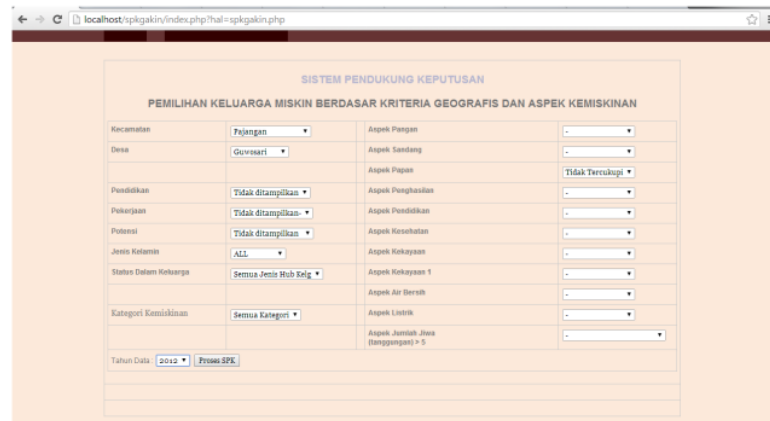 localhost/spkgakin/index.php?hal=spkgakin.php
SISTEM PENDUKUNG KEPUTUSAN
PEMILIHAN KELUARGA MISKIN BERDASAR KRITERIA GEOGRAFIS DAN ASPEK KEMISKINAN
Kecamatan Pajangan Aspek Pangan -
Desa Guwosari Aspek Sandang -
Aspek Papan Tidak Tercukupi
Pendidikan Tidak ditampilkan Aspek Penghasilan -
Pekerjaan Tidak ditampilkan- Aspek Pendidikan -
Potensi Tidak ditampilkan Aspek Kesehatan -
Jenis Kelamin ALL Aspek Kekayaan -
Status Dalam Keluarga Semua Jenis Hub Kelg Aspek Kekayaan 1 -
Aspek Air Bersih -
Kategori Kemiskinan Semua Kategori Aspek Listrik -
Aspek Jumlah Jiwa -
(tanggungan) > 5
Tahun Data : 2012 Proses SPK